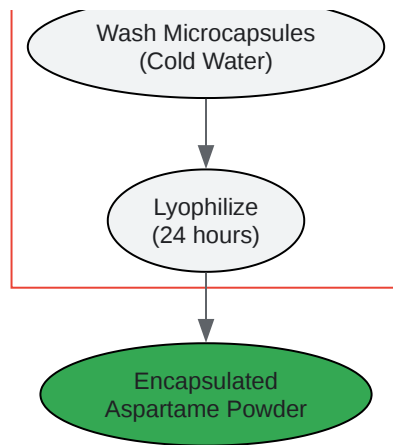 Wash Microcapsules
(Cold Water)
Lyophilize
(24 hours)
Encapsulated
Aspartame Powder